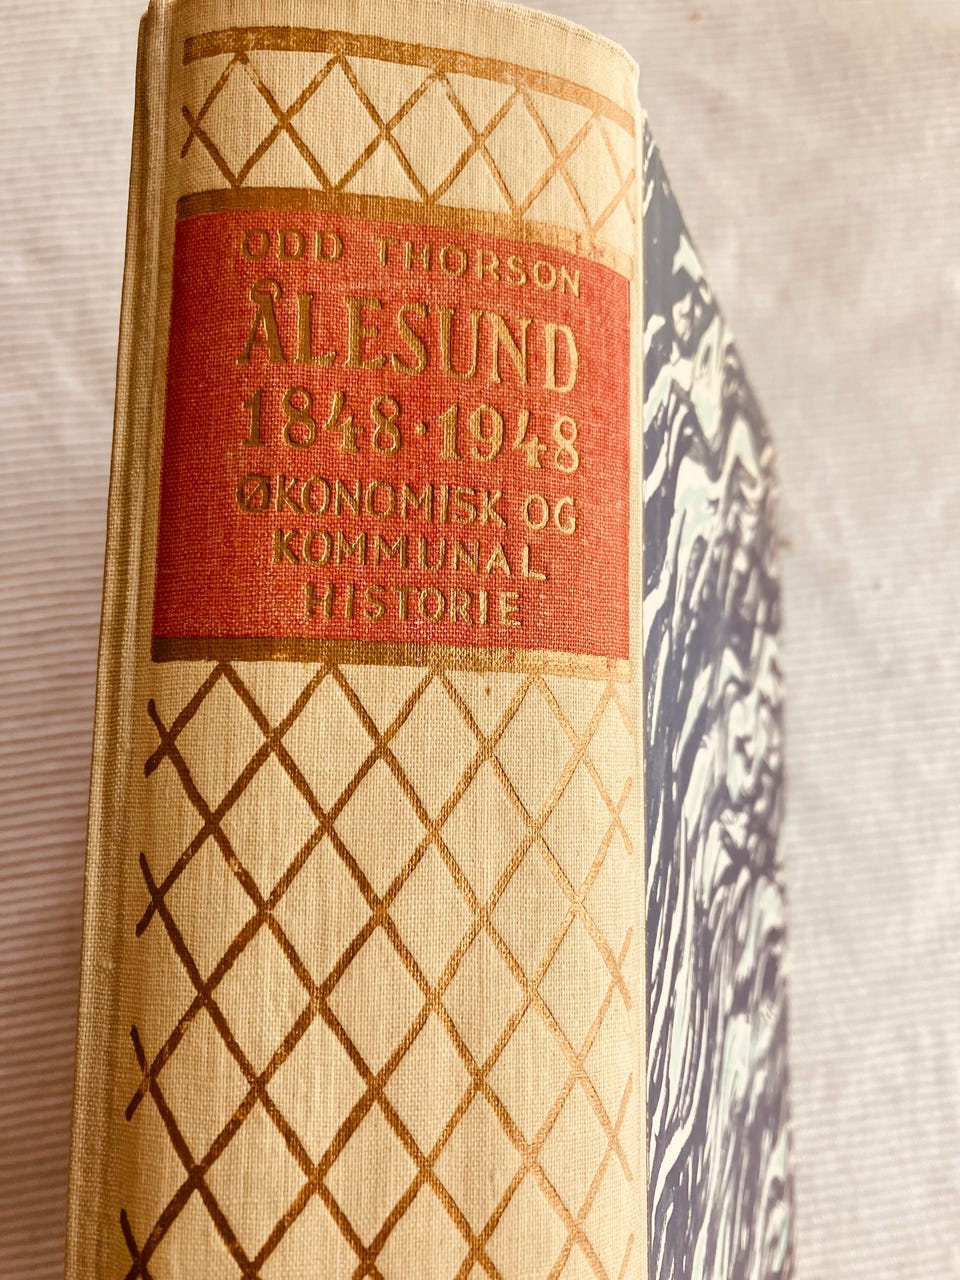 ODD THORSON
ÅLESUND
1848·1948
ØKONOMISK OG
KOMMUNAL
HISTORIE